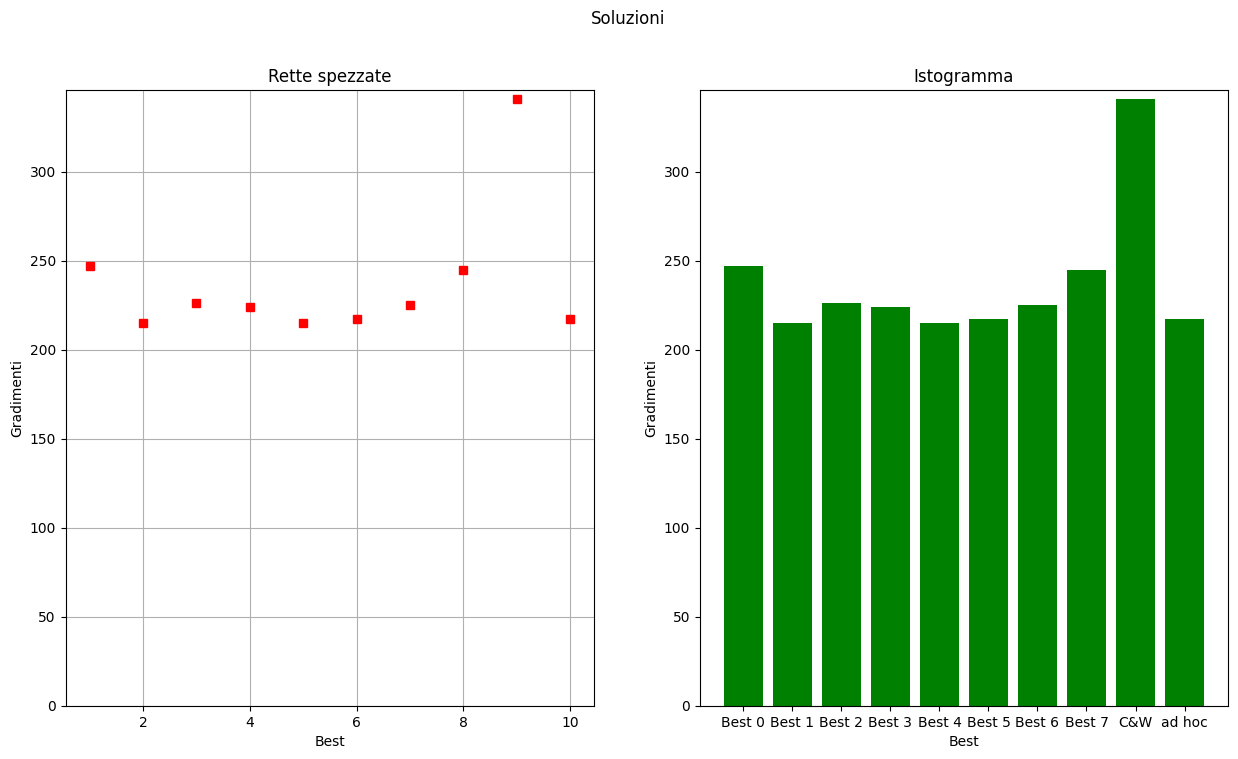 Soluzioni
Rette spezzate
300
250
200
150
100
50
0
Gradimenti
2 4 6 8 10
Best
Istogramma
300
250
200
150
100
50
0
Gradimenti
Best 0 Best 1 Best 2 Best 3 Best 4 Best 5 Best 6 Best 7 C&W ad hoc
Best